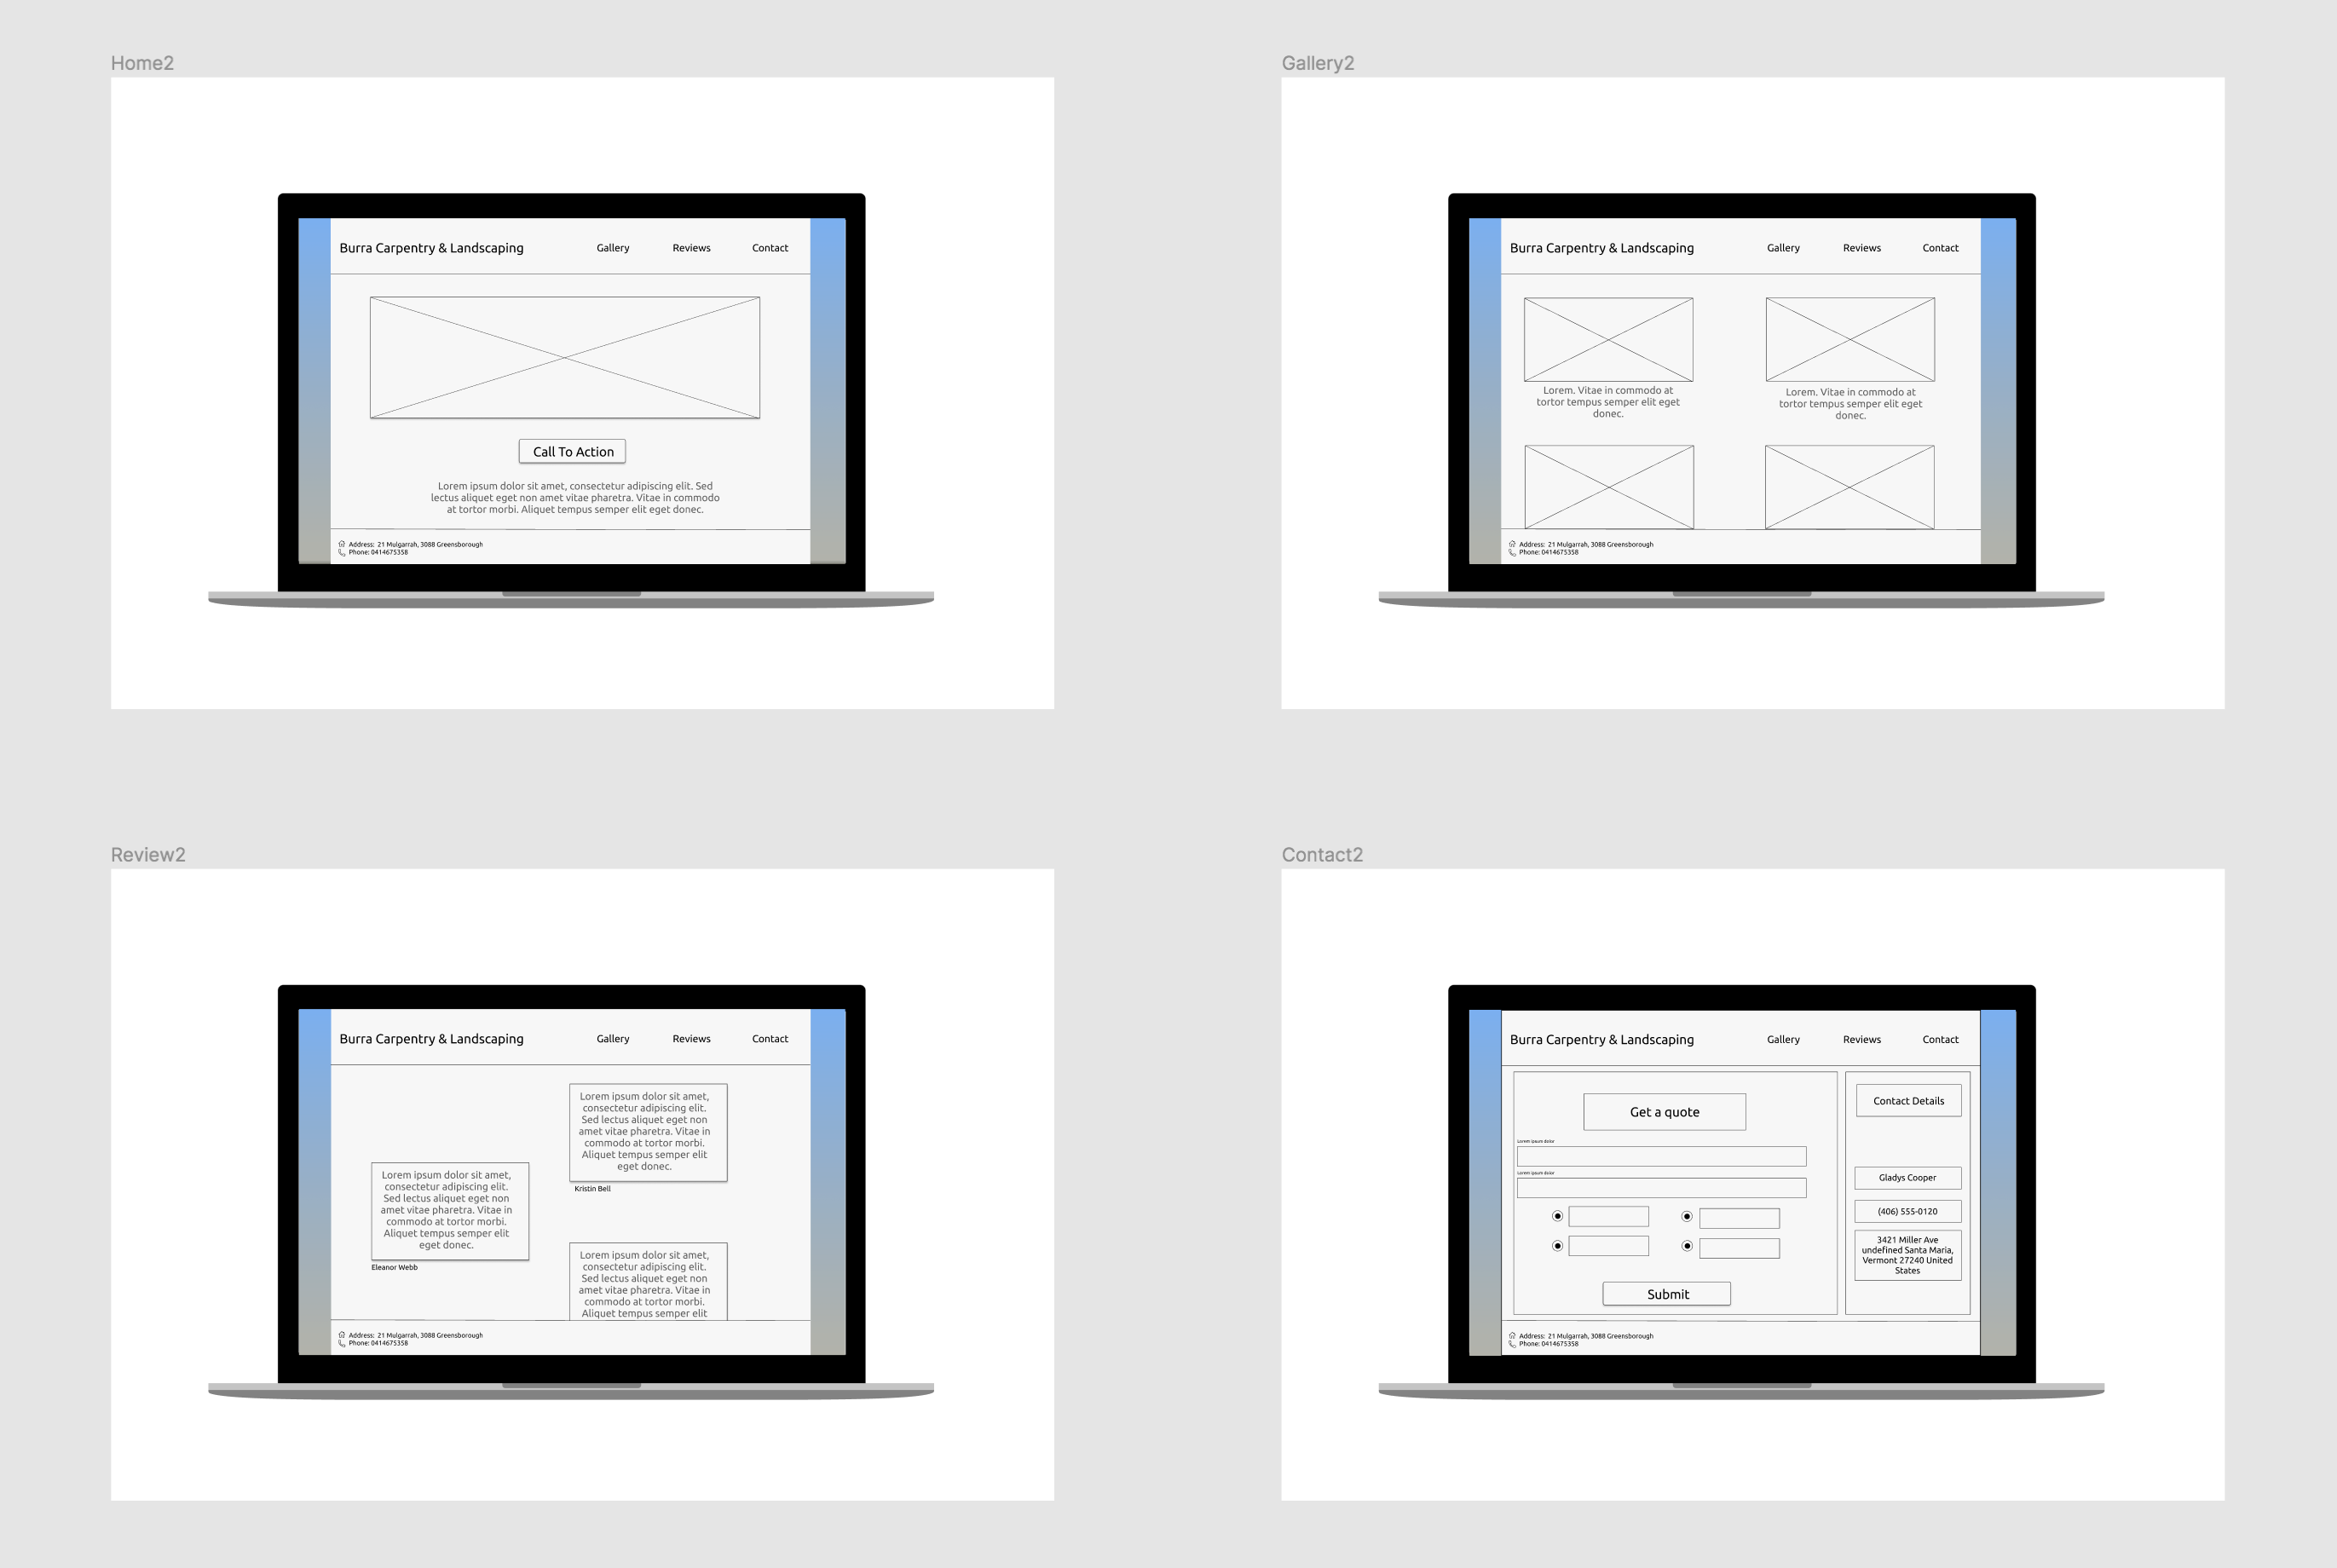 Home2
Burra Carpentry & Landscaping
Gallery
Reviews
Contact
Call To Action
Lorem ipsum dolor sit amet, consectetur adipiscing elit. Sed
lectus aliquet eget non amet vitae pharetra. Vitae in commodo
at tortor morbi. Aliquet tempus semper elit eget donec.
Address: 21 Mulgarrah, 3088 Greensborough
Phone: 0414675358
Gallery2
Burra Carpentry & Landscaping
Gallery
Reviews
Contact
Lorem. Vitae in commodo at
tortor tempus semper elit eget
donec.
Lorem. Vitae in commodo at
tortor tempus semper elit eget
donec.
Address: 21 Mulgarrah, 3088 Greensborough
Phone: 0414675358
Review2
Burra Carpentry & Landscaping
Gallery
Reviews
Contact
Lorem ipsum dolor sit amet,
consectetur adipiscing elit.
Sed lectus aliquet eget non
amet vitae pharetra. Vitae in
commodo at tortor morbi.
Aliquet tempus semper elit
eget donec.
Eleanor Webb
Lorem ipsum dolor sit amet,
consectetur adipiscing elit.
Sed lectus aliquet eget non
amet vitae pharetra. Vitae in
commodo at tortor morbi.
Aliquet tempus semper elit
eget donec.
Kristin Bell
Lorem ipsum dolor sit amet,
consectetur adipiscing elit.
Sed lectus aliquet eget non
amet vitae pharetra. Vitae in
commodo at tortor morbi.
Aliquet tempus semper elit
Address: 21 Mulgarrah, 3088 Greensborough
Phone: 0414675358
Contact2
Burra Carpentry & Landscaping
Gallery
Reviews
Contact
Get a quote
Lorem ipsum dolor
Lorem ipsum dolor
Submit
Contact Details
Gladys Cooper
(406) 555-0120
3421 Miller Ave
undefined Santa Maria,
Vermont 27240 United
States
Address: 21 Mulgarrah, 3088 Greensborough
Phone: 0414675358